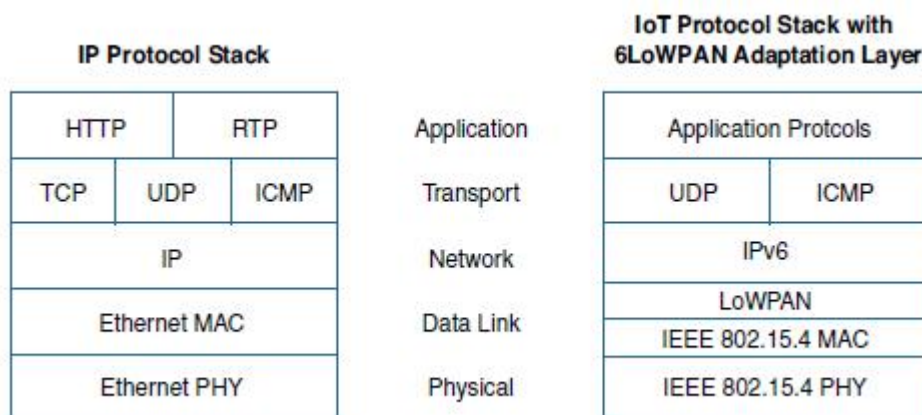 IP Protocol Stack
IoT Protocol Stack with
6LoWPAN Adaptation Layer
HTTP RTP Application Application Protcols
TCP UDP ICMP Transport UDP ICMP
IP Network IPv6
Ethernet MAC Data Link LoWPAN
IEEE 802.15.4 MAC
Ethernet PHY Physical IEEE 802.15.4 PHY